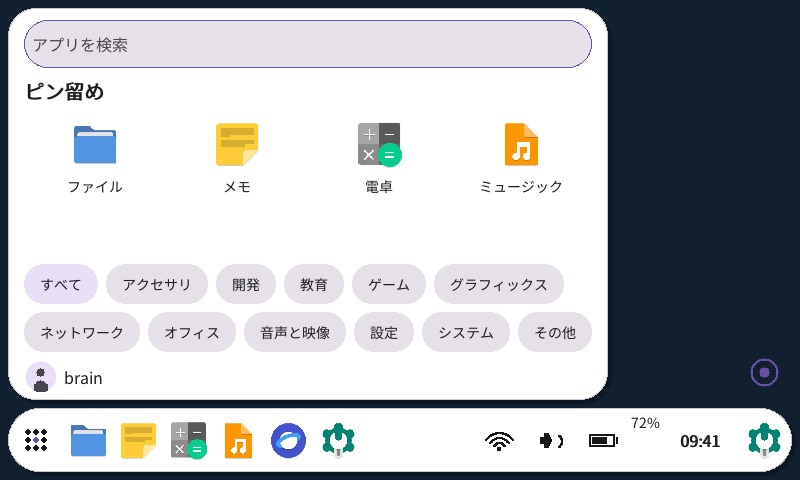 アプリを検索
ピン留め
ファイル メモ 電卓 ミュージック
すべて アクセサリ 開発 教育 ゲーム グラフィックス
ネットワーク オフィス 音声と映像 設定 システム その他
brain
72%
09:41